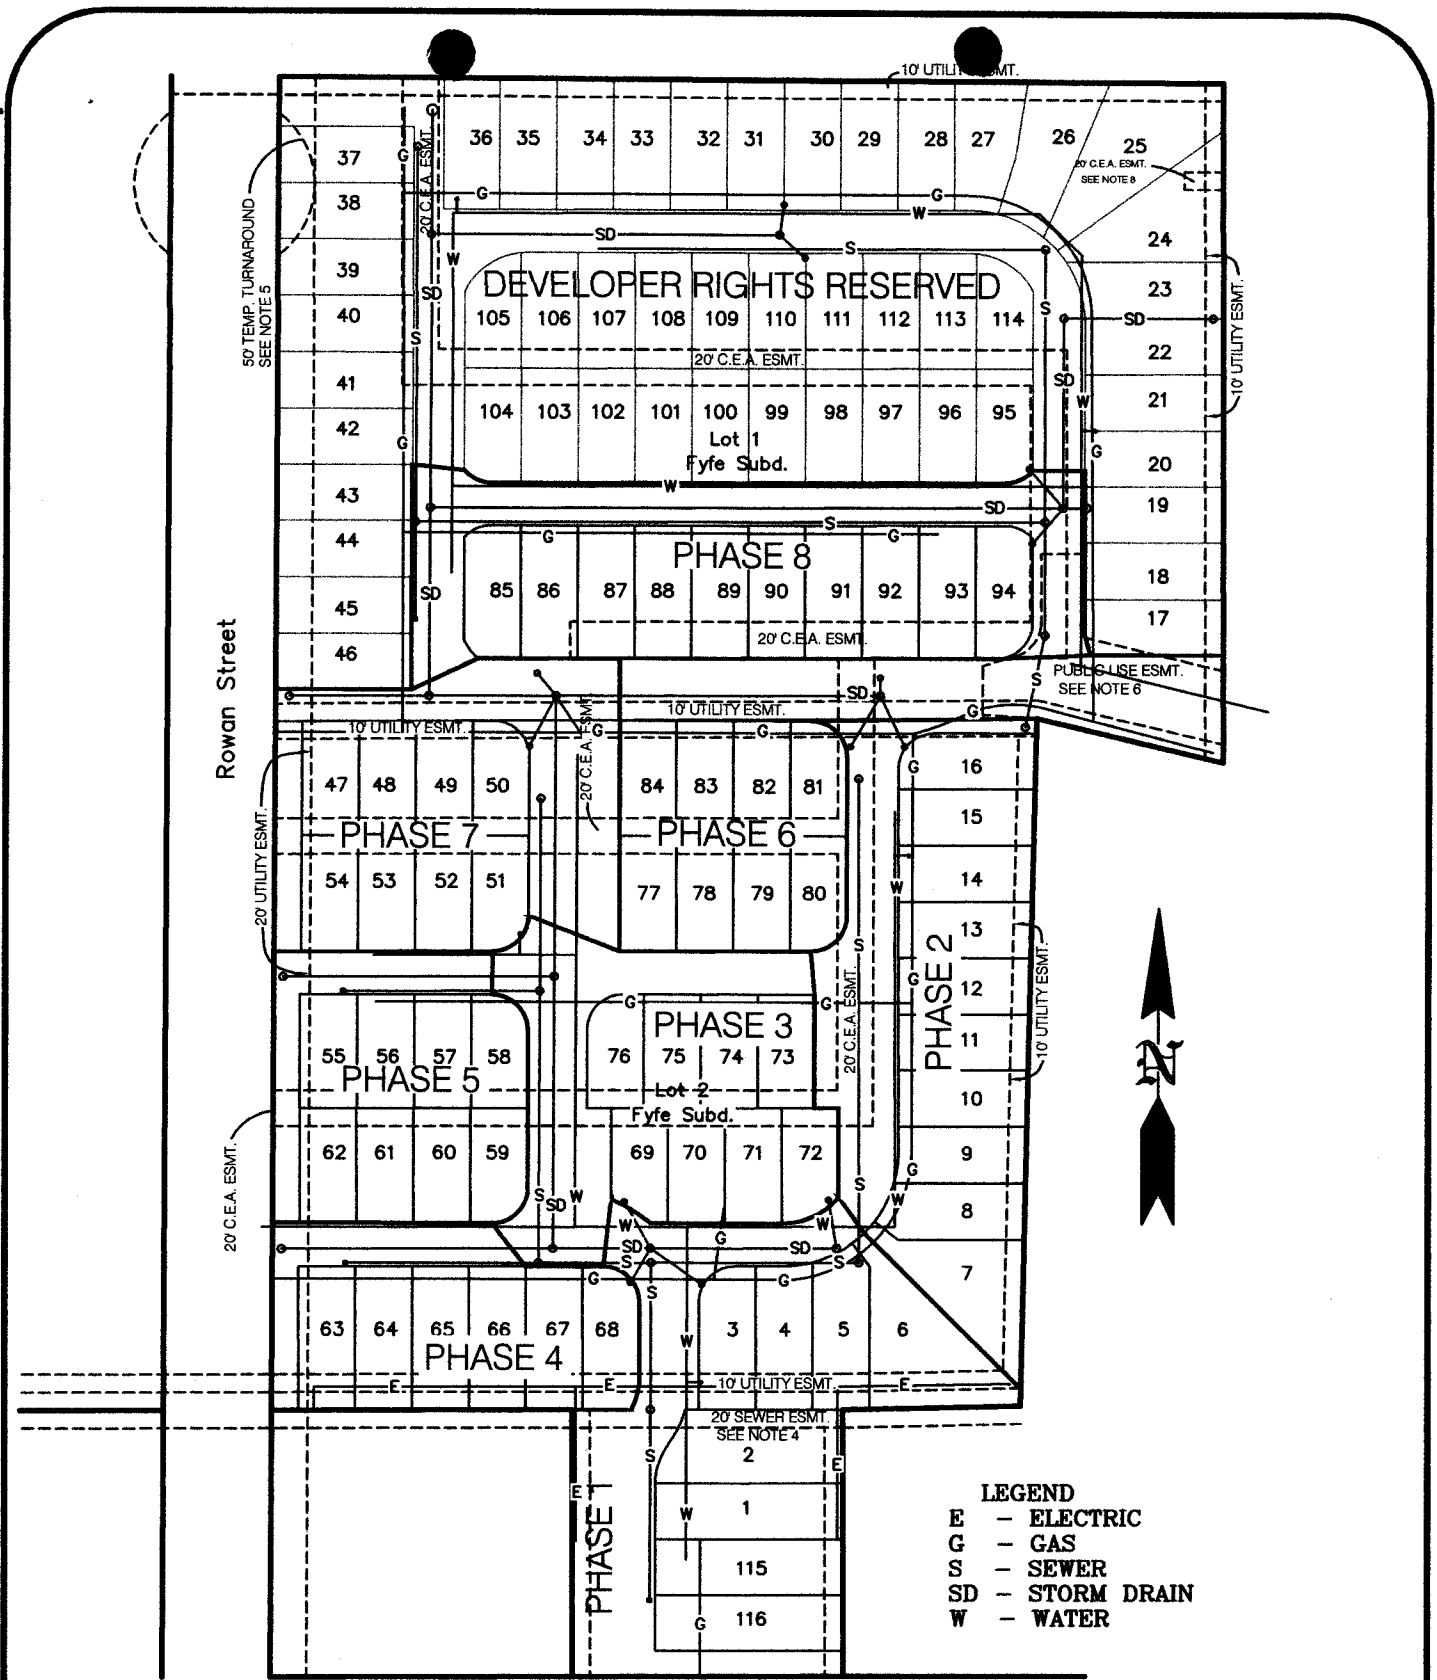 10' UTILITY ESMT.
36 35 34 33 32 31 30 29 28 27 26 25
20' C.E.A. ESMT.
SEE NOTE 8
37
38
39
40
41
42
43
44
45
46
G
20' C.E.A. ESMT.
50' TEMP. TURNAROUND
SEE NOTE 5
G G
W
SD
S
W
SD
S
DEVELOPER RIGHTS RESERVED
105 106 107 108 109 110 111 112 113 114
20' C.E.A. ESMT.
104 103 102 101 100 99 98 97 96 95
Lot 1
Fyfe Subd.
24
23
SD
22
21
20
19
18
17
10' UTILITY ESMT.
S
SD
W
G
G
W
SD
S
G G
PHASE 8
85 86 87 88 89 90 91 92 93 94
20' C.E.A. ESMT.
SD
Rowan Street
PUBLIC USE ESMT.
SEE NOTE 6
S
SD
10' UTILITY ESMT.
10' UTILITY ESMT.
G G G
20' C.E.A. ESMT.
47 48 49 50
PHASE 7
54 53 52 51
20' UTILITY ESMT.
84 83 82 81
PHASE 6
77 78 79 80
G
W
S
G
16
15
14
13
12
11
10
9
8
7
PHASE 2
10' UTILITY ESMT.
20' C.E.A. ESMT.
G G
PHASE 3
76 75 74 73
Lot 2
Fyfe Subd.
69 70 71 72
55 56 57 58
PHASE 5
62 61 60 59
20' C.E.A. ESMT.
S
SD
W
G
S
W
W
W
SD
SD
S
S
G
G
G
S
63 64 65 66 67 68
PHASE 4
W
3 4 5 6
E E E
10' UTILITY ESMT.
20' SEWER ESMT.
SEE NOTE 4
2
1
115
116
S
E
E
W
G
PHASE 1
N
LEGEND
E - ELECTRIC
G - GAS
S - SEWER
SD - STORM DRAIN
W - WATER